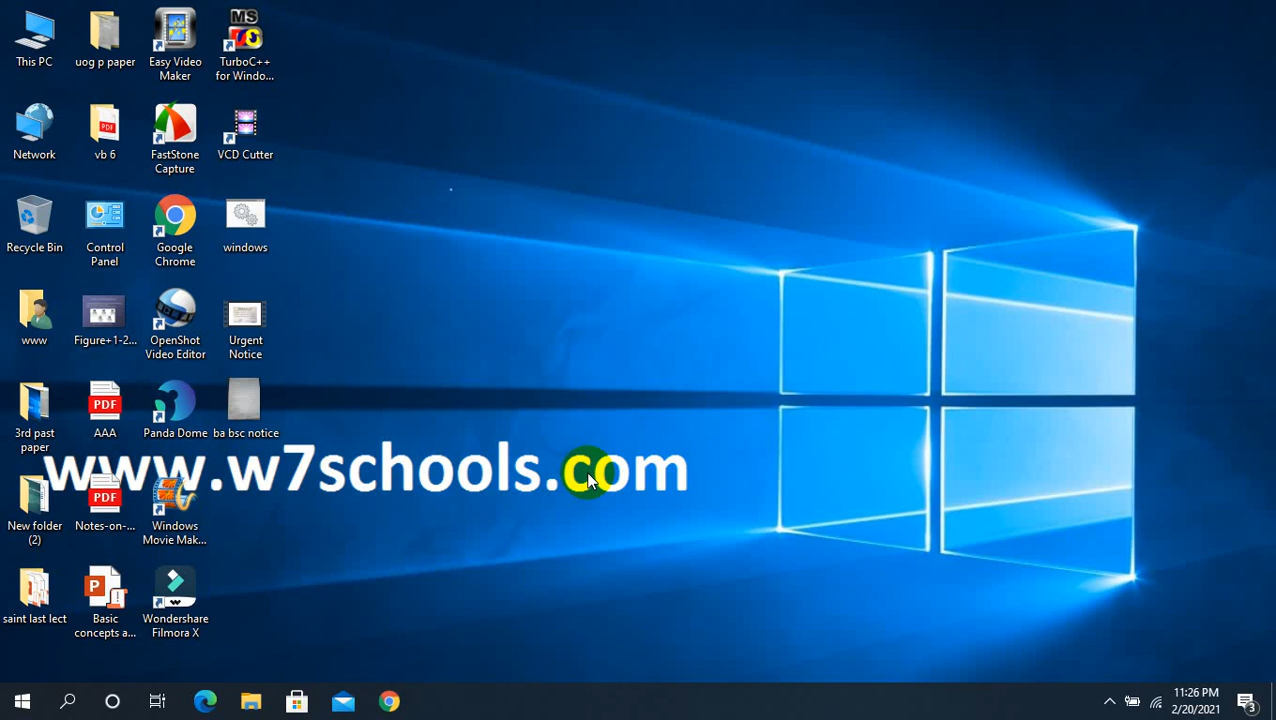 This PC
uog p paper
Easy Video
Maker
MS
TurboC++
for Windo...
Network
PDF
vb 6
FastStone
Capture
VCD Cutter
Recycle Bin
Control
Panel
Google
Chrome
windows
www
Figure+1-2...
OpenShot
Video Editor
Urgent
Notice
3rd past
paper
PDF
AAA
Panda Dome
ba bsc notice
www.w7schools.com
New folder
(2)
PDF
Notes-on-...
Windows
Movie Mak...
saint last lect
P
Basic
concepts a...
Wondershare
Filmora X
11:26 PM
2/20/2021
3